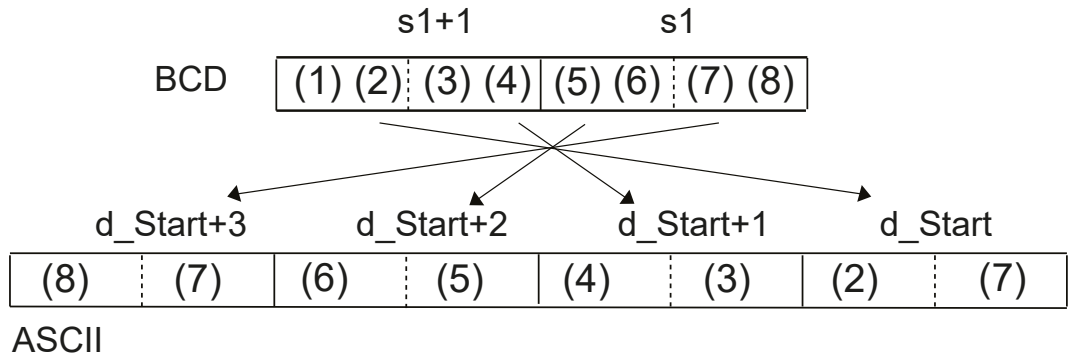 s1+1 s1
BCD (1) (2) (3) (4) (5) (6) (7) (8)
d_Start+3 d_Start+2 d_Start+1 d_Start
(8) (7) (6) (5) (4) (3) (2) (7)
ASCII